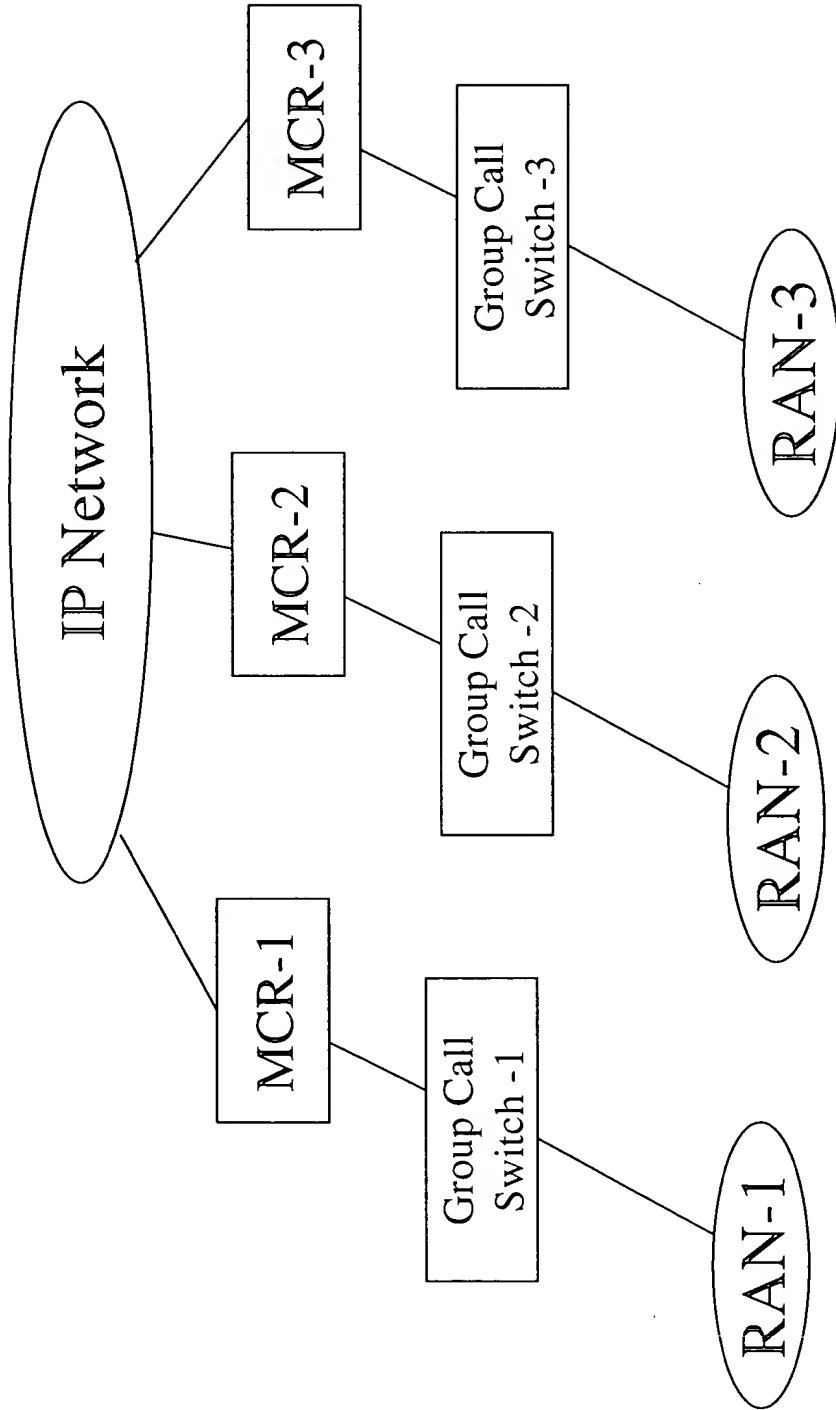 IP Network
MCR-1
MCR-2
MCR-3
Group Call
Switch -1
Group Call
Switch -2
Group Call
Switch -3
RAN-1
RAN-2
RAN-3